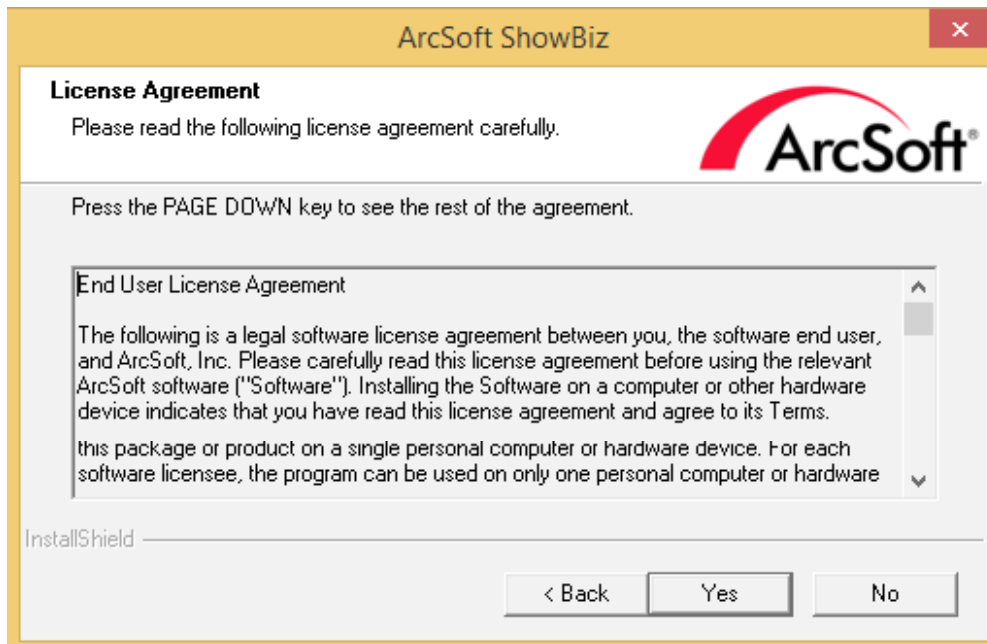 ArcSoft ShowBiz
License Agreement
Please read the following license agreement carefully.
ArcSoft®
Press the PAGE DOWN key to see the rest of the agreement.
End User License Agreement
The following is a legal software license agreement between you, the software end user,
and ArcSoft, Inc. Please carefully read this license agreement before using the relevant
ArcSoft software ("Software"). Installing the Software on a computer or other hardware
device indicates that you have read this license agreement and agree to its Terms.
this package or product on a single personal computer or hardware device. For each
software licensee, the program can be used on only one personal computer or hardware
InstallShield
< Back
Yes
No